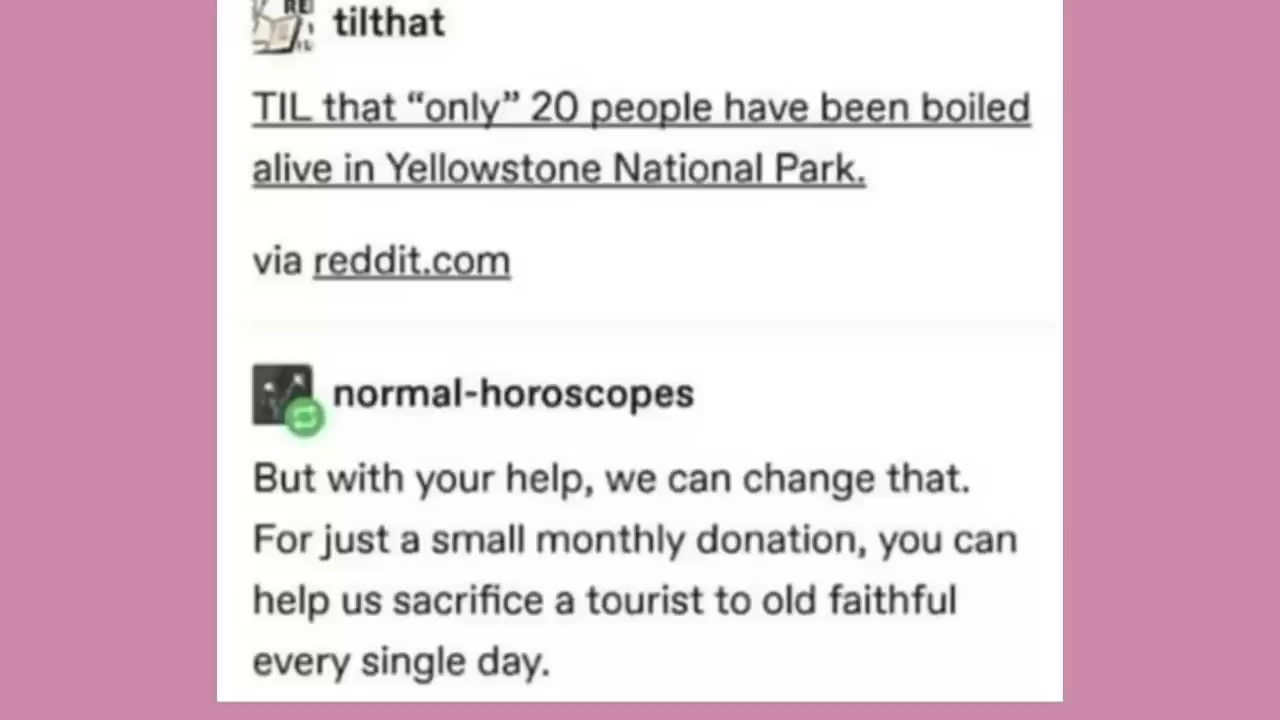 tilthat
TIL that “only” 20 people have been boiled
alive in Yellowstone National Park.
via reddit.com
normal-horoscopes
But with your help, we can change that.
For just a small monthly donation, you can
help us sacrifice a tourist to old faithful
every single day.